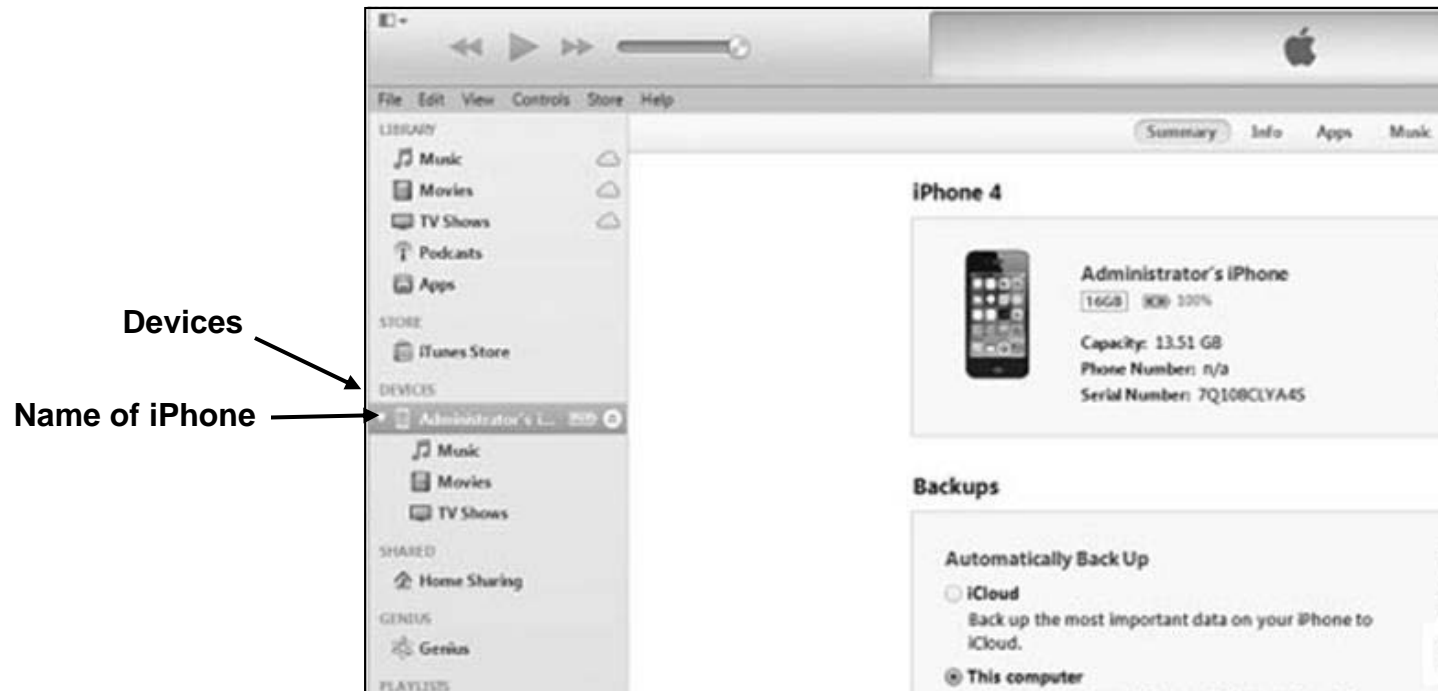 File Edit View Controls Store Help
LIBRARY
Music
Movies
TV Shows
Podcasts
Apps
STORE
iTunes Store
DEVICES
Administrator's i...
Music
Movies
TV Shows
SHARED
Home Sharing
GENIUS
Genius
PLAYLISTS
Devices
Name of iPhone
Summary Info Apps Music
iPhone 4
Administrator's iPhone
16GB 100%
Capacity: 13.51 GB
Phone Number: n/a
Serial Number: 7Q108CLYA4S
Backups
Automatically Back Up
iCloud
Back up the most important data on your iPhone to
iCloud.
This computer